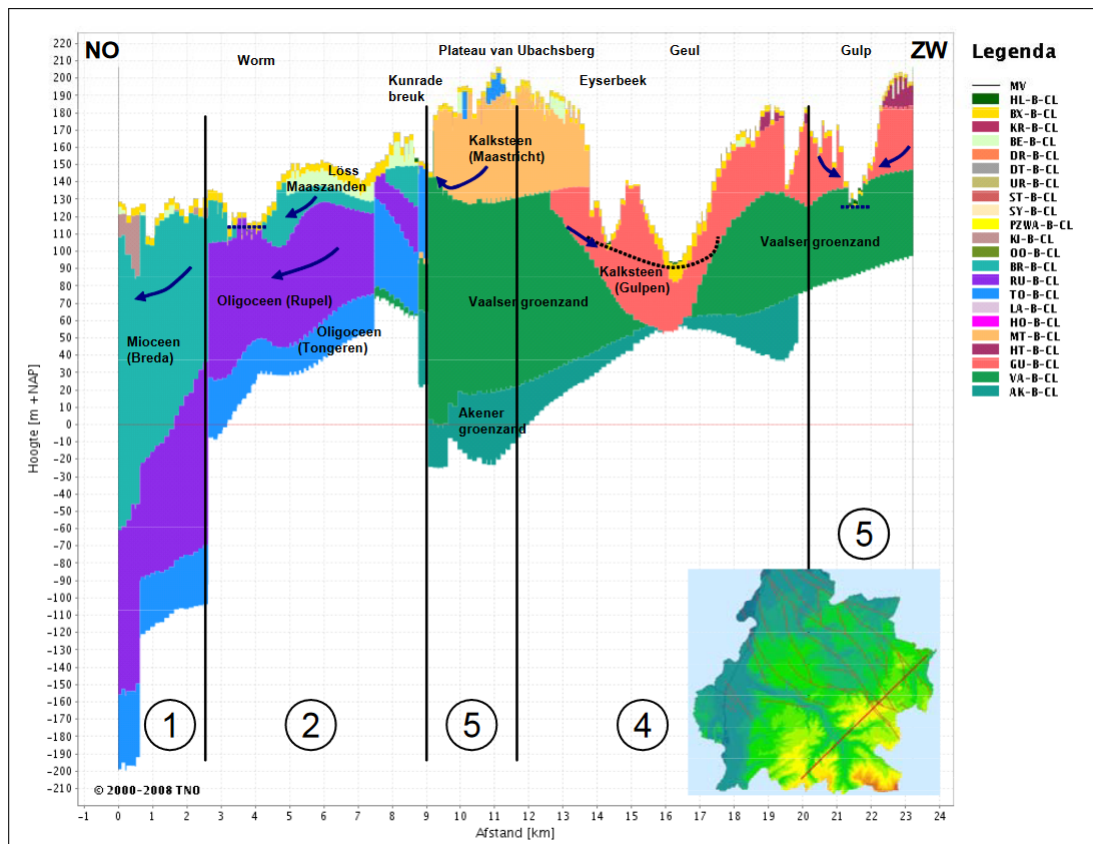 NO
Worm
Kunrade
breuk
Plateau van Ubachsberg
Eyserbeek
Geul
Gulp
ZW
Legenda
MV
HL-B-CL
BX-B-CL
KR-B-CL
BE-B-CL
DR-B-CL
DT-B-CL
UR-B-CL
ST-B-CL
SY-B-CL
PZWA-B-CL
KI-B-CL
OO-B-CL
BR-B-CL
RU-B-CL
TO-B-CL
LA-B-CL
HO-B-CL
MT-B-CL
HT-B-CL
GU-B-CL
VA-B-CL
AK-B-CL
Hoogte [m +NAP]
220
210
200
190
180
170
160
150
140
130
120
110
100
90
80
70
60
50
40
30
20
10
0
-10
-20
-30
-40
-50
-60
-70
-80
-90
-100
-110
-120
-130
-140
-150
-160
-170
-180
-190
-200
-210
Löss
Maaszanden
Kalksteen
(Maastricht)
Oligoceen (Rupel)
Oligoceen
(Tongeren)
Mioceen
(Breda)
Vaalser groenzand
Kalksteen
(Gulpen)
Vaalser groenzand
Akener
groenzand
1
2
5
4
5
© 2000-2008 TNO
-1 0 1 2 3 4 5 6 7 8 9 10 11 12 13 14 15 16 17 18 19 20 21 22 23 24
Afstand [km]